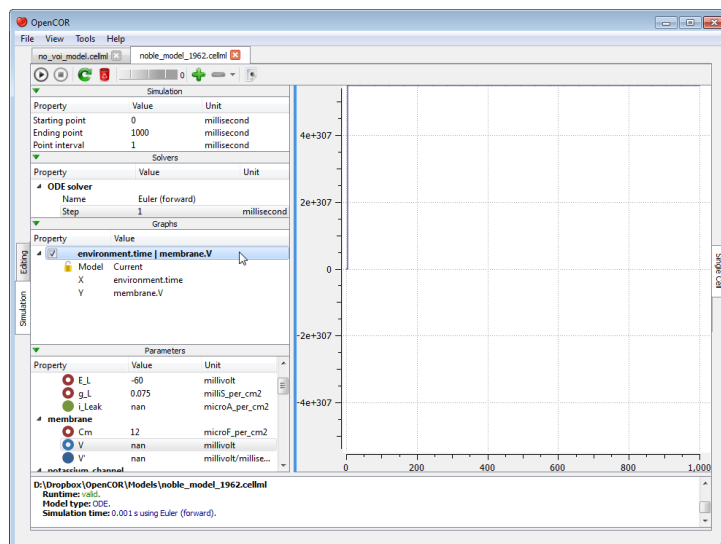 OpenCOR
File View Tools Help
no_voi_model.cellml noble_model_1962.cellml
0
Simulation
Property Value Unit
Starting point 0 millisecond
Ending point 1000 millisecond
Point interval 1 millisecond
Solvers
Property Value Unit
ODE solver
Name Euler (forward)
Step 1 millisecond
Graphs
Property Value
environment.time | membrane.V
Model Current
X environment.time
Y membrane.V
Parameters
Property Value Unit
E_L -60 millivolt
g_L 0.075 milliS_per_cm2
i_Leak nan microA_per_cm2
membrane
Cm 12 microF_per_cm2
V nan millivolt
V' nan millivolt/millise...
potassium_channel
Editing
Simulation
4e+307
2e+307
0
-2e+307
-4e+307
0 200 400 600 800 1,000
Single Cell
D:\Dropbox\OpenCOR\Models\noble_model_1962.cellml
Runtime: valid.
Model type: ODE.
Simulation time: 0.001 s using Euler (forward).